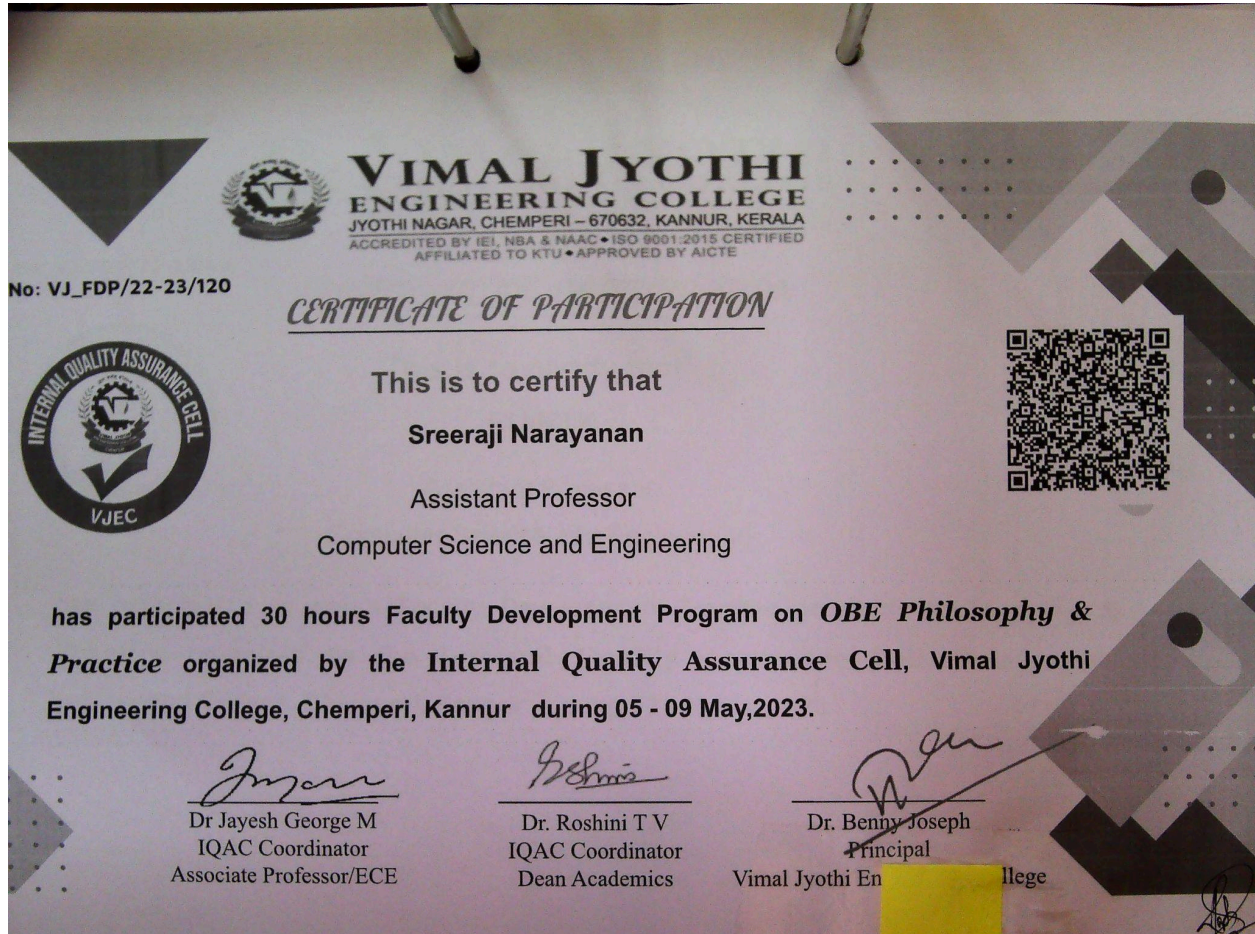 VIMAL JYOTHI
ENGINEERING COLLEGE
JYOTHI NAGAR, CHEMPERI – 670632, KANNUR, KERALA
ACCREDITED BY IEI, NBA & NAAC • ISO 9001:2015 CERTIFIED
AFFILIATED TO KTU • APPROVED BY AICTE
No: VJ_FDP/22-23/120
CERTIFICATE OF PARTICIPATION
INTERNAL QUALITY ASSURANCE CELL
VJEC
This is to certify that
Sreeraji Narayanan
Assistant Professor
Computer Science and Engineering
has participated 30 hours Faculty Development Program on OBE Philosophy &
Practice organized by the Internal Quality Assurance Cell, Vimal Jyothi
Engineering College, Chemperi, Kannur during 05 - 09 May,2023.
Dr Jayesh George M
IQAC Coordinator
Associate Professor/ECE
Dr. Roshini T V
IQAC Coordinator
Dean Academics
Dr. Benny Joseph
Principal
Vimal Jyothi En llege